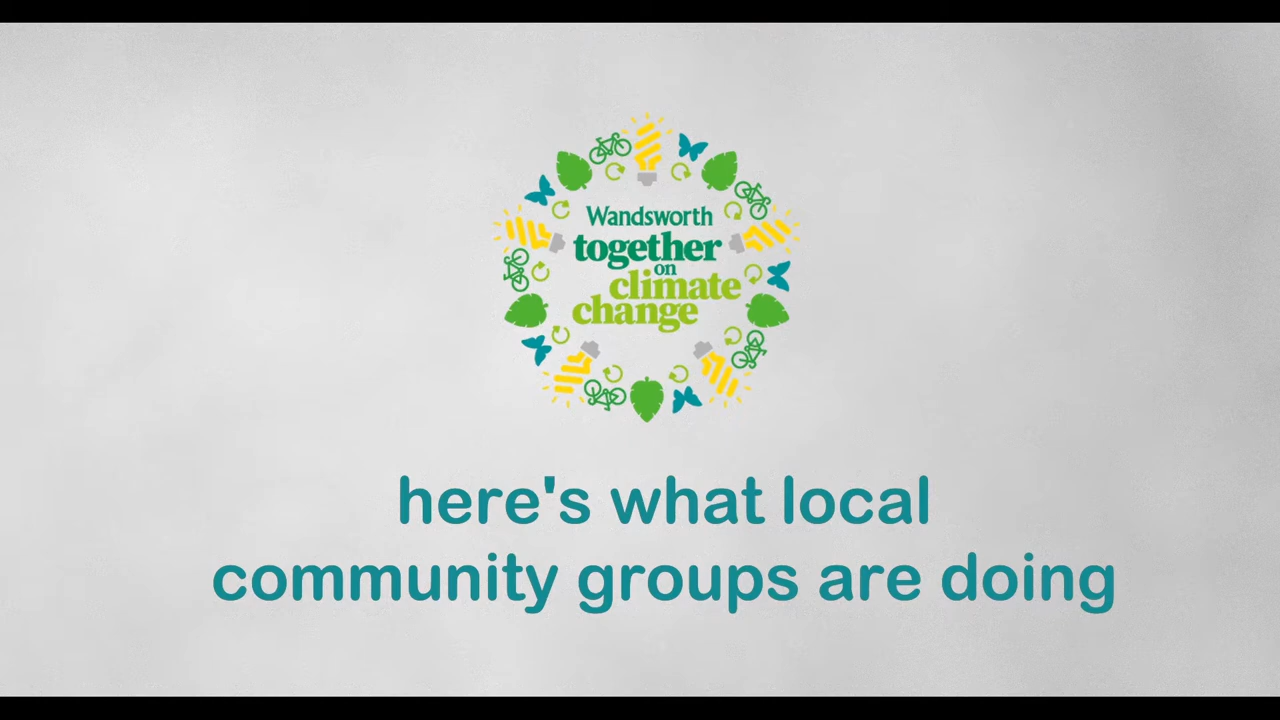 Wandsworth
together
on
climate
change
here's what local
community groups are doing